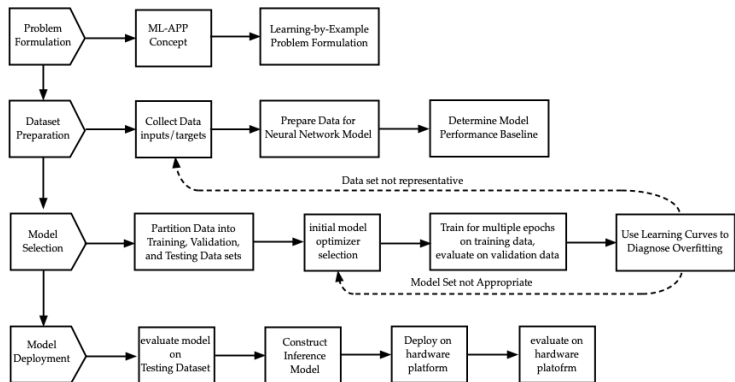 Problem
Formulation
ML-APP
Concept
Learning-by-Example
Problem Formulation
Dataset
Preparation
Collect Data
inputs/targets
Prepare Data for
Neural Network Model
Determine Model
Performance Baseline
Data set not representative
Model
Selection
Partition Data into
Training, Validation,
and Testing Data sets
initial model
optimizer
selection
Train for multiple epochs
on training data,
evaluate on validation data
Use Learning Curves to
Diagnose Overfitting
Model Set not Appropriate
Model
Deployment
evaluate model
on
Testing Dataset
Construct
Inference
Model
Deploy on
hardware
platform
evaluate on
hardware
platofrm